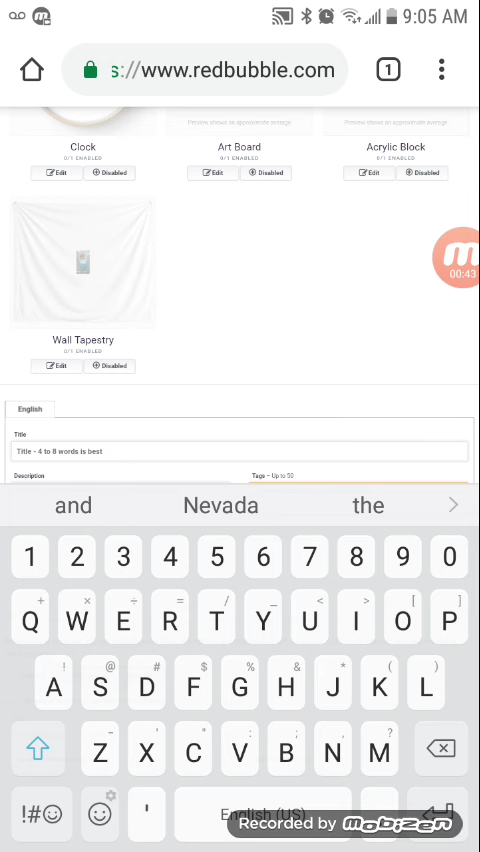 9:05 AM
s://www.redbubble.com
1
Preview shows an approximate average
Preview shows an approximate average
Clock
Art Board
Acrylic Block
0/1 ENABLED
0/1 ENABLED
0/1 ENABLED
Edit Disabled
Edit Disabled
Edit Disabled
00:43
Wall Tapestry
0/1 ENABLED
Edit Disabled
English
Title
Title - 4 to 8 words is best
Description
Tags – Up to 50
and Nevada the
1 2 3 4 5 6 7 8 9 0
+ × ÷ = / _ < > [ ]
Q W E R T Y U I O P
! @ # $ % & * ( )
A S D F G H J K L
- ' " : ; , ?
Z X C V B N M
!#☺ ' English (US)
Recorded by mobizen